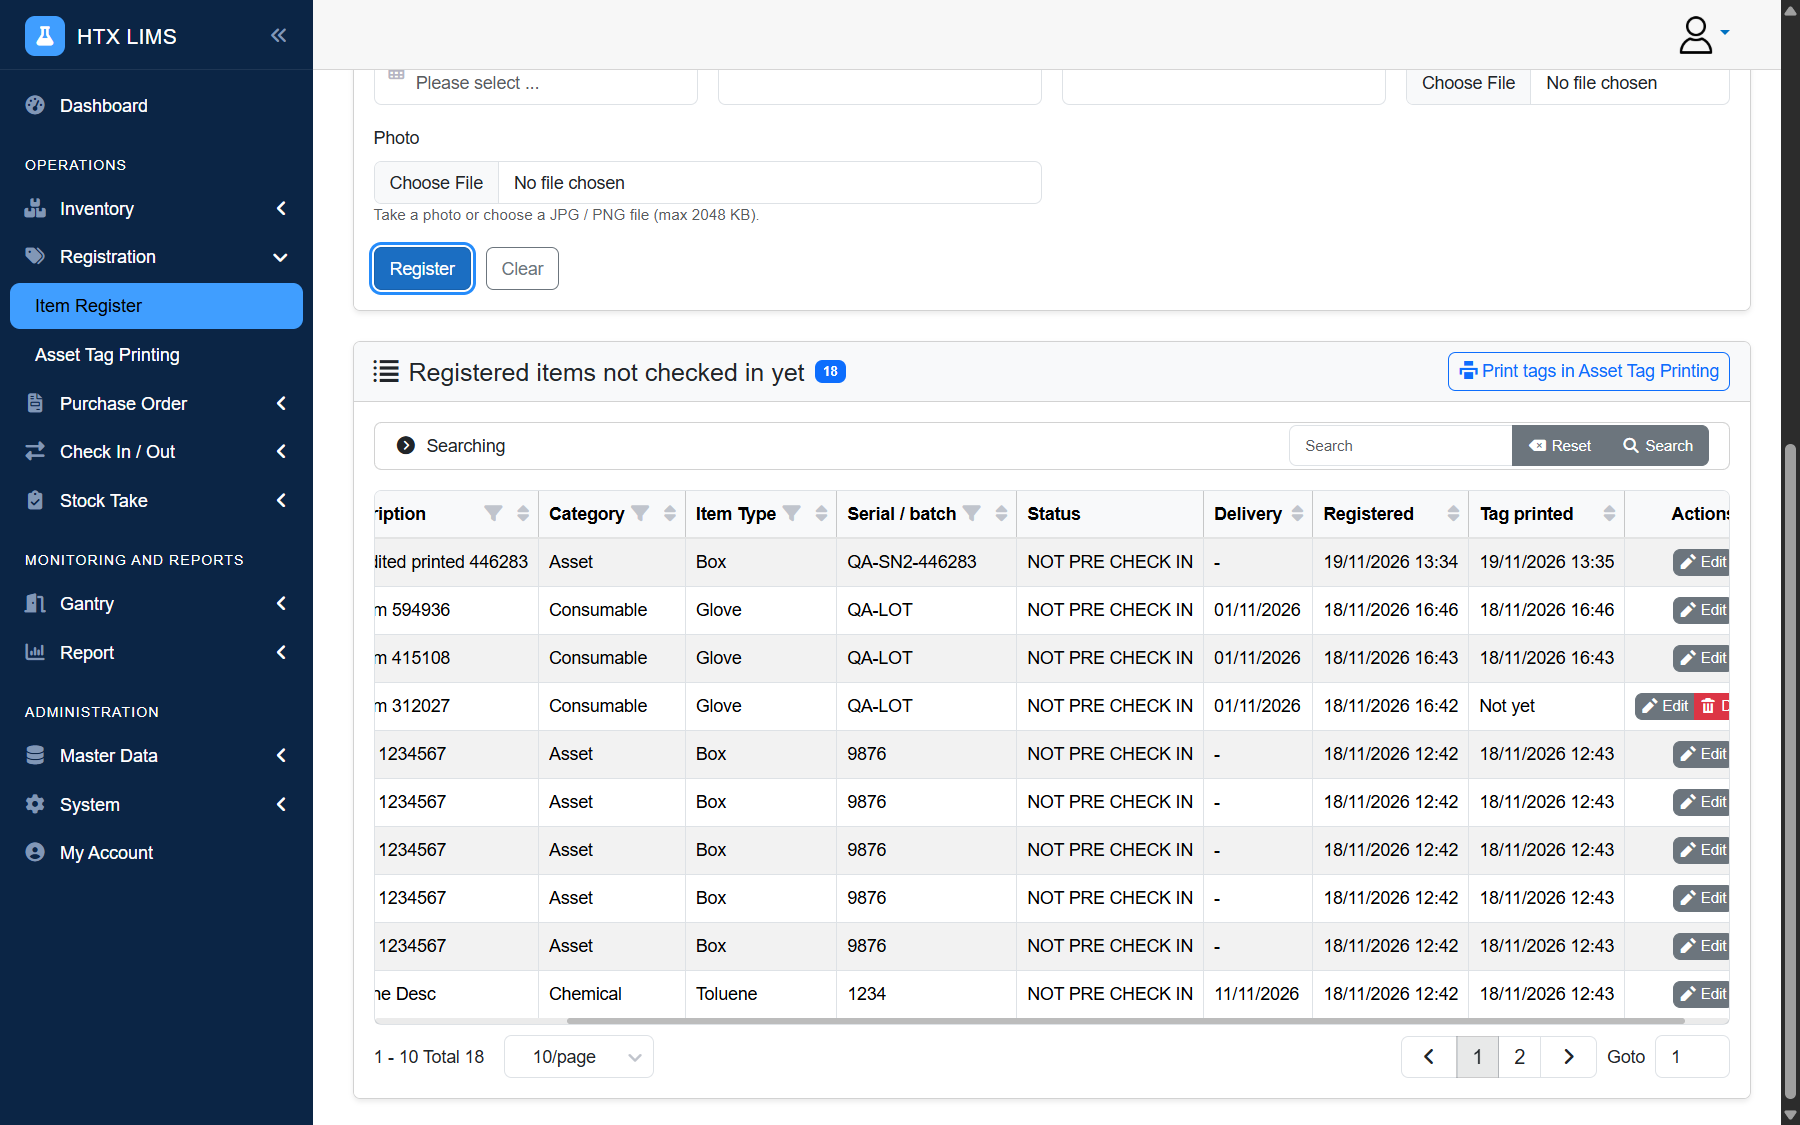 HTX LIMS
Dashboard
OPERATIONS
Inventory
Registration
Item Register
Asset Tag Printing
Purchase Order
Check In / Out
Stock Take
MONITORING AND REPORTS
Gantry
Report
ADMINISTRATION
Master Data
System
My Account
Please select ...
Choose File No file chosen
Photo
Choose File No file chosen
Take a photo or choose a JPG / PNG file (max 2048 KB).
Register Clear
Registered items not checked in yet 18 Print tags in Asset Tag Printing
Searching Search Reset Search
ription Category Item Type Serial / batch Status Delivery Registered Tag printed Actions
dited printed 446283 Asset Box QA-SN2-446283 NOT PRE CHECK IN - 19/11/2026 13:34 19/11/2026 13:35 Edit
m 594936 Consumable Glove QA-LOT NOT PRE CHECK IN 01/11/2026 18/11/2026 16:46 18/11/2026 16:46 Edit
m 415108 Consumable Glove QA-LOT NOT PRE CHECK IN 01/11/2026 18/11/2026 16:43 18/11/2026 16:43 Edit
m 312027 Consumable Glove QA-LOT NOT PRE CHECK IN 01/11/2026 18/11/2026 16:42 Not yet Edit D
1234567 Asset Box 9876 NOT PRE CHECK IN - 18/11/2026 12:42 18/11/2026 12:43 Edit
1234567 Asset Box 9876 NOT PRE CHECK IN - 18/11/2026 12:42 18/11/2026 12:43 Edit
1234567 Asset Box 9876 NOT PRE CHECK IN - 18/11/2026 12:42 18/11/2026 12:43 Edit
1234567 Asset Box 9876 NOT PRE CHECK IN - 18/11/2026 12:42 18/11/2026 12:43 Edit
1234567 Asset Box 9876 NOT PRE CHECK IN - 18/11/2026 12:42 18/11/2026 12:43 Edit
ne Desc Chemical Toluene 1234 NOT PRE CHECK IN 11/11/2026 18/11/2026 12:42 18/11/2026 12:43 Edit
1 - 10 Total 18 10/page 1 2 Goto 1